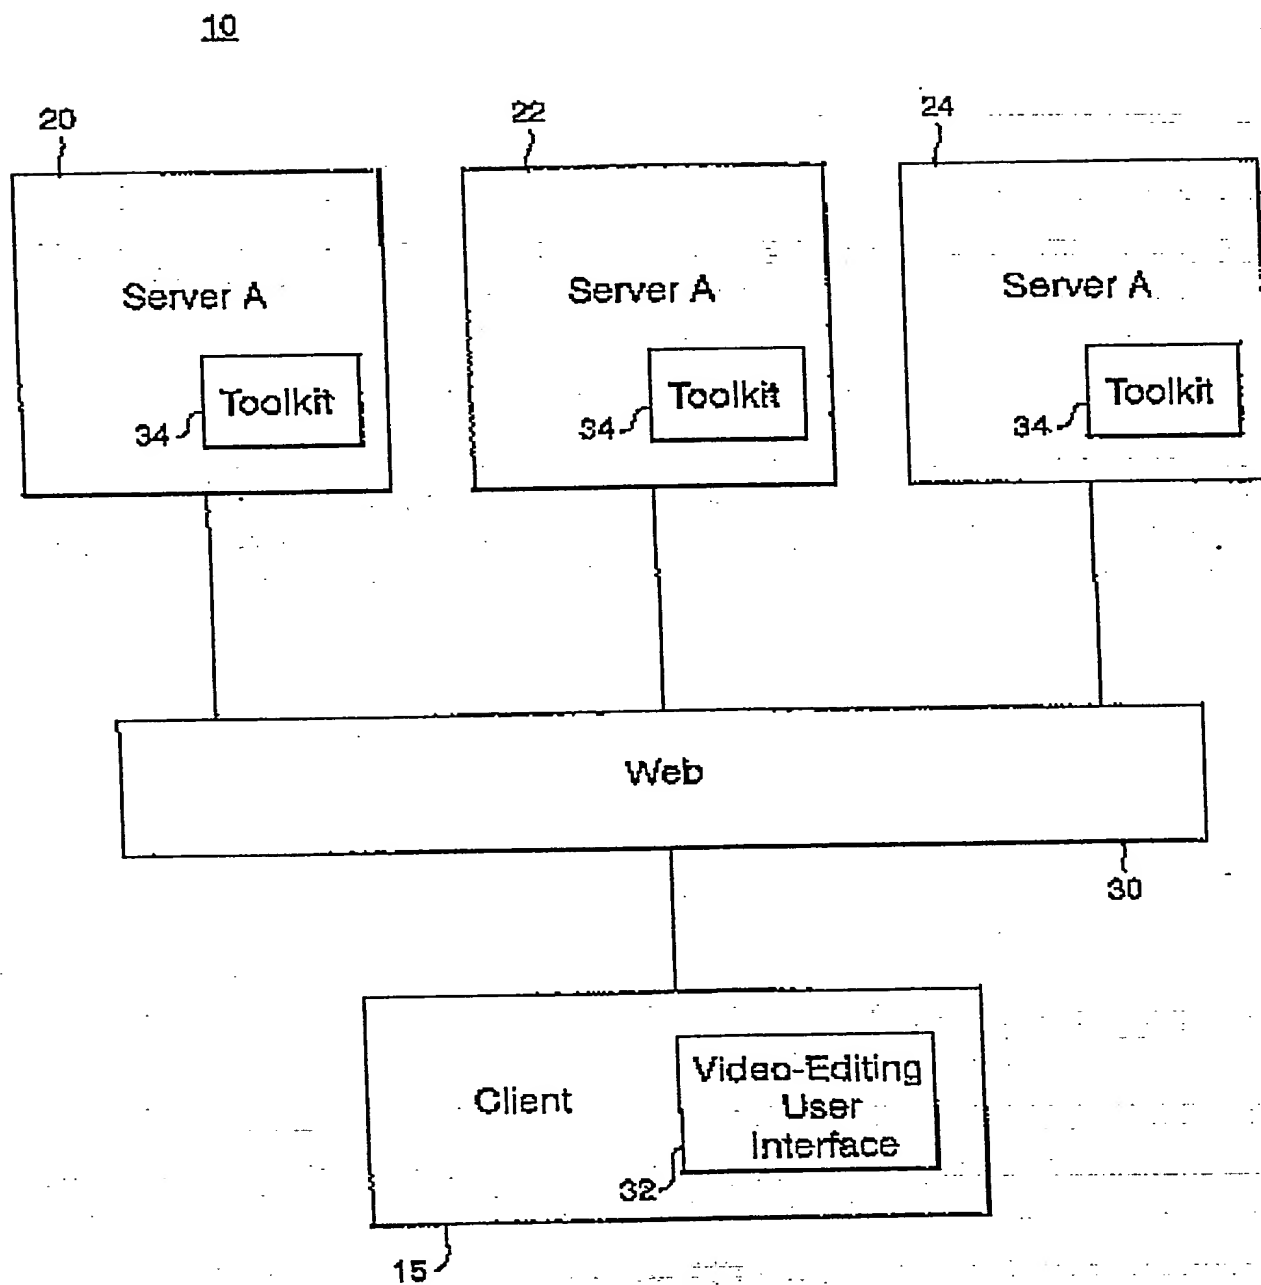 10
20
22
24
Server A
Server A
Server A
Toolkit
Toolkit
Toolkit
34
34
34
Web
30
Client
Video-Editing
User
Interface
32
15